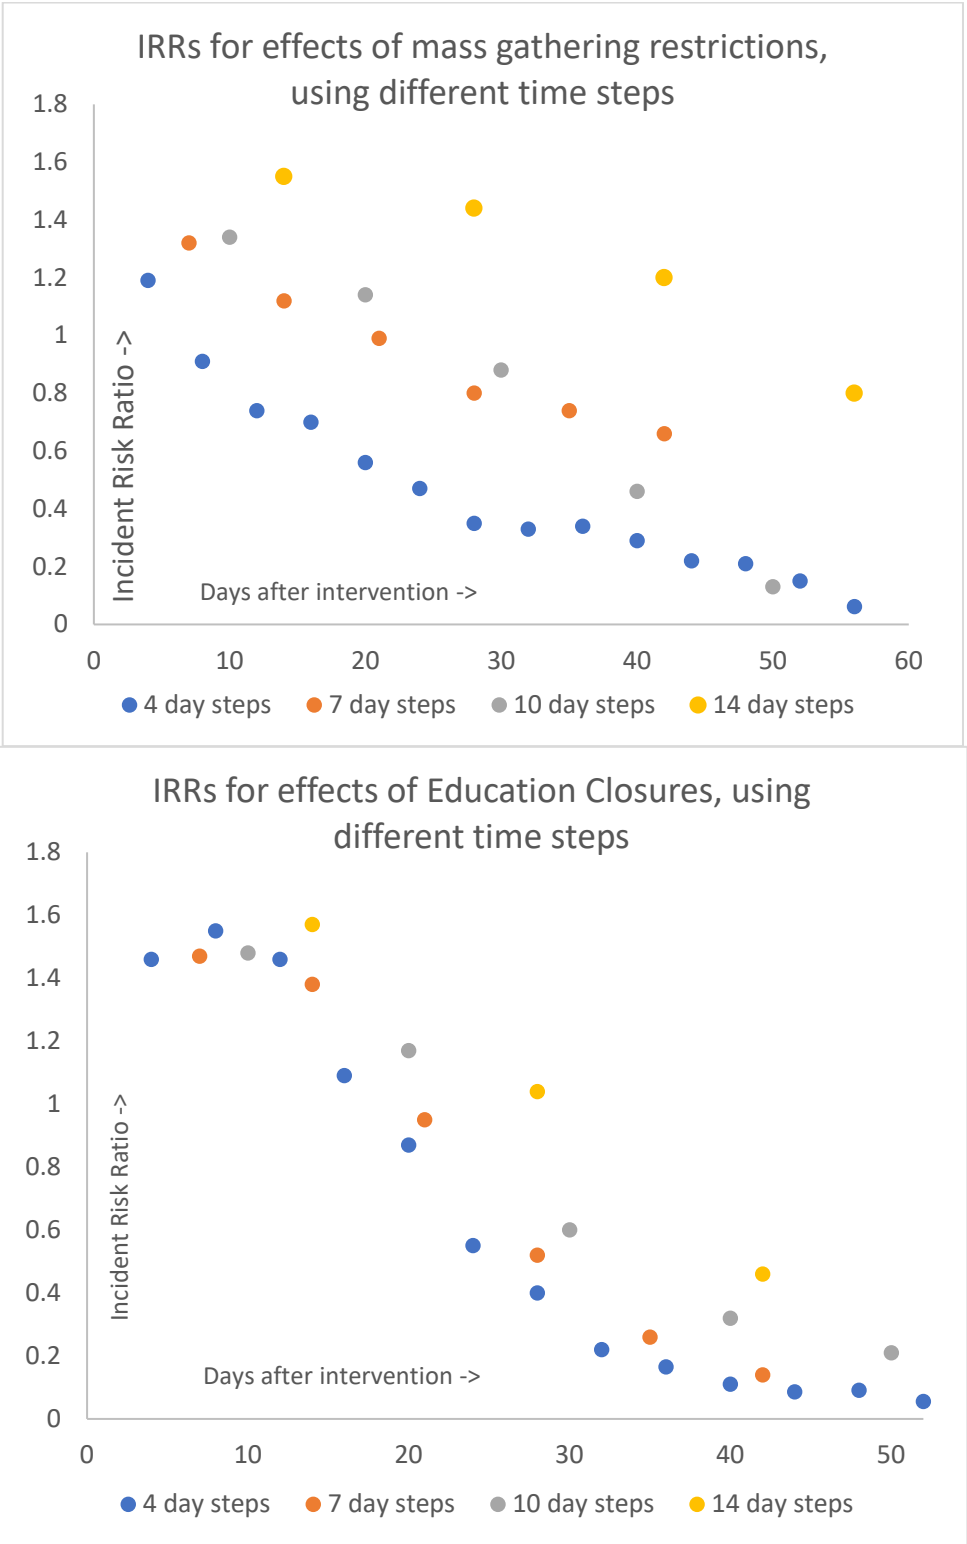 IRRs for effects of mass gathering restrictions,
using different time steps
1.8
1.6
1.4
1.2
1
0.8
0.6
0.4
0.2
0
Incident Risk Ratio ->
Days after intervention ->
0 10 20 30 40 50 60
4 day steps 7 day steps 10 day steps 14 day steps
IRRs for effects of Education Closures, using
different time steps
1.8
1.6
1.4
1.2
1
0.8
0.6
0.4
0.2
0
Incident Risk Ratio ->
Days after intervention ->
0 10 20 30 40 50
4 day steps 7 day steps 10 day steps 14 day steps